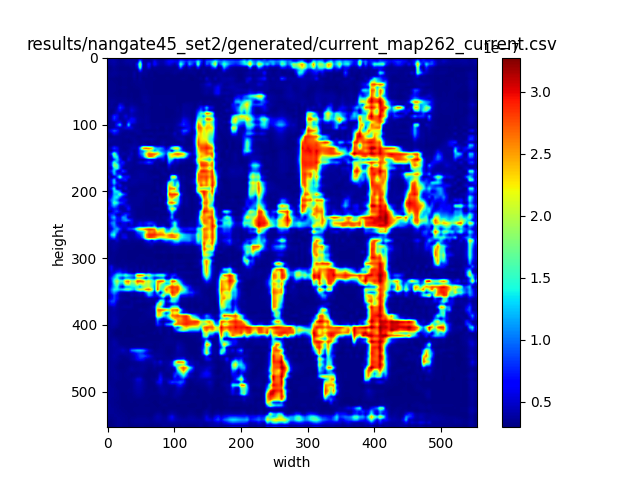 results/nangate45_set2/generated/current_map262_current.csv
1e−7
0
100
200
300
400
500
height
0 100 200 300 400 500
width
3.0
2.5
2.0
1.5
1.0
0.5